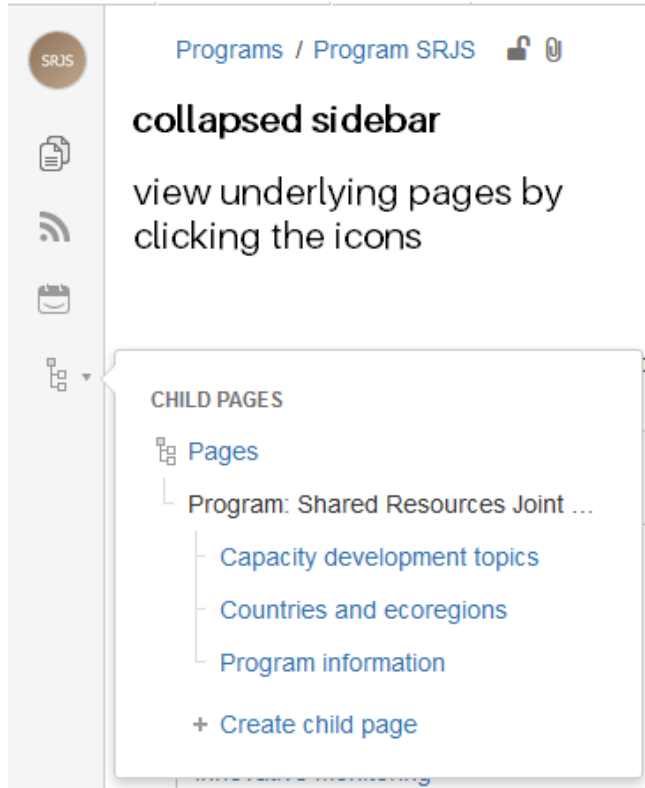 SRJS
Programs / Program SRJS
collapsed sidebar
view underlying pages by
clicking the icons
CHILD PAGES
Pages
Program: Shared Resources Joint ...
Capacity development topics
Countries and ecoregions
Program information
+ Create child page